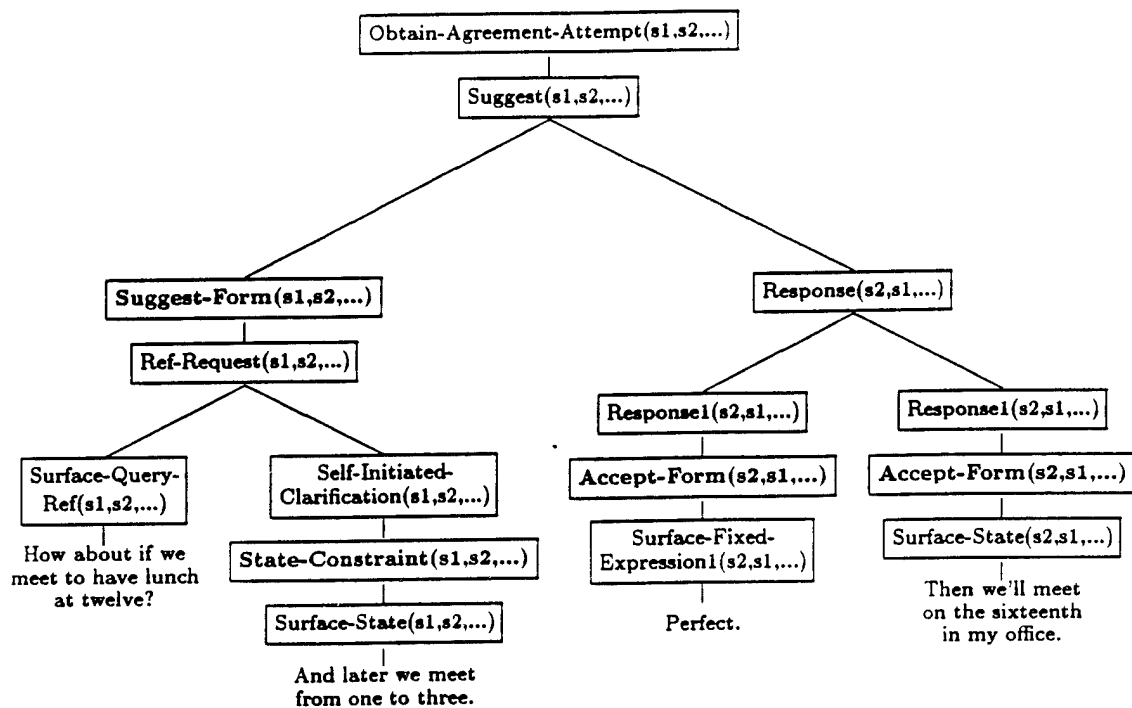 Obtain-Agreement-Attempt(s1,s2,...)
Suggest(s1,s2,...)
Suggest-Form(s1,s2,...)
Response(s2,s1,...)
Ref-Request(s1,s2,...)
Response1(s2,s1,...)
Response1(s2,s1,...)
Surface-Query-
Ref(s1,s2,...)
Self-Initiated-
Clarification(s1,s2,...)
Accept-Form(s2,s1,...)
Accept-Form(s2,s1,...)
How about if we
meet to have lunch
at twelve?
State-Constraint(s1,s2,...)
Surface-Fixed-
Expression1(s2,s1,...)
Surface-State(s2,s1,...)
Surface-State(s1,s2,...)
Perfect.
Then we'll meet
on the sixteenth
in my office.
And later we meet
from one to three.